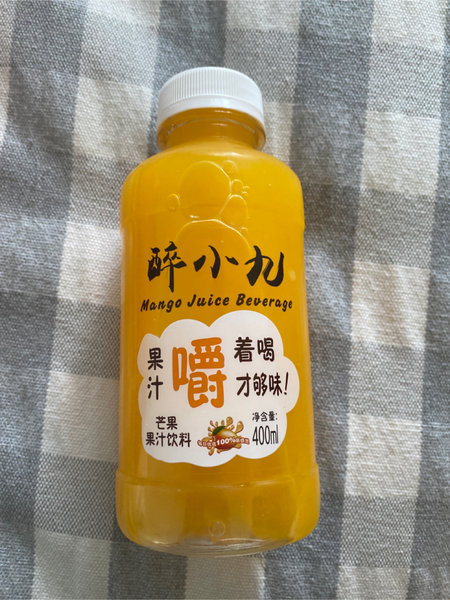 醉小九
Mango Juice Beverage
果汁 嚼 着喝
才够味!
芒果
果汁饮料
100%
净含量:
400ml